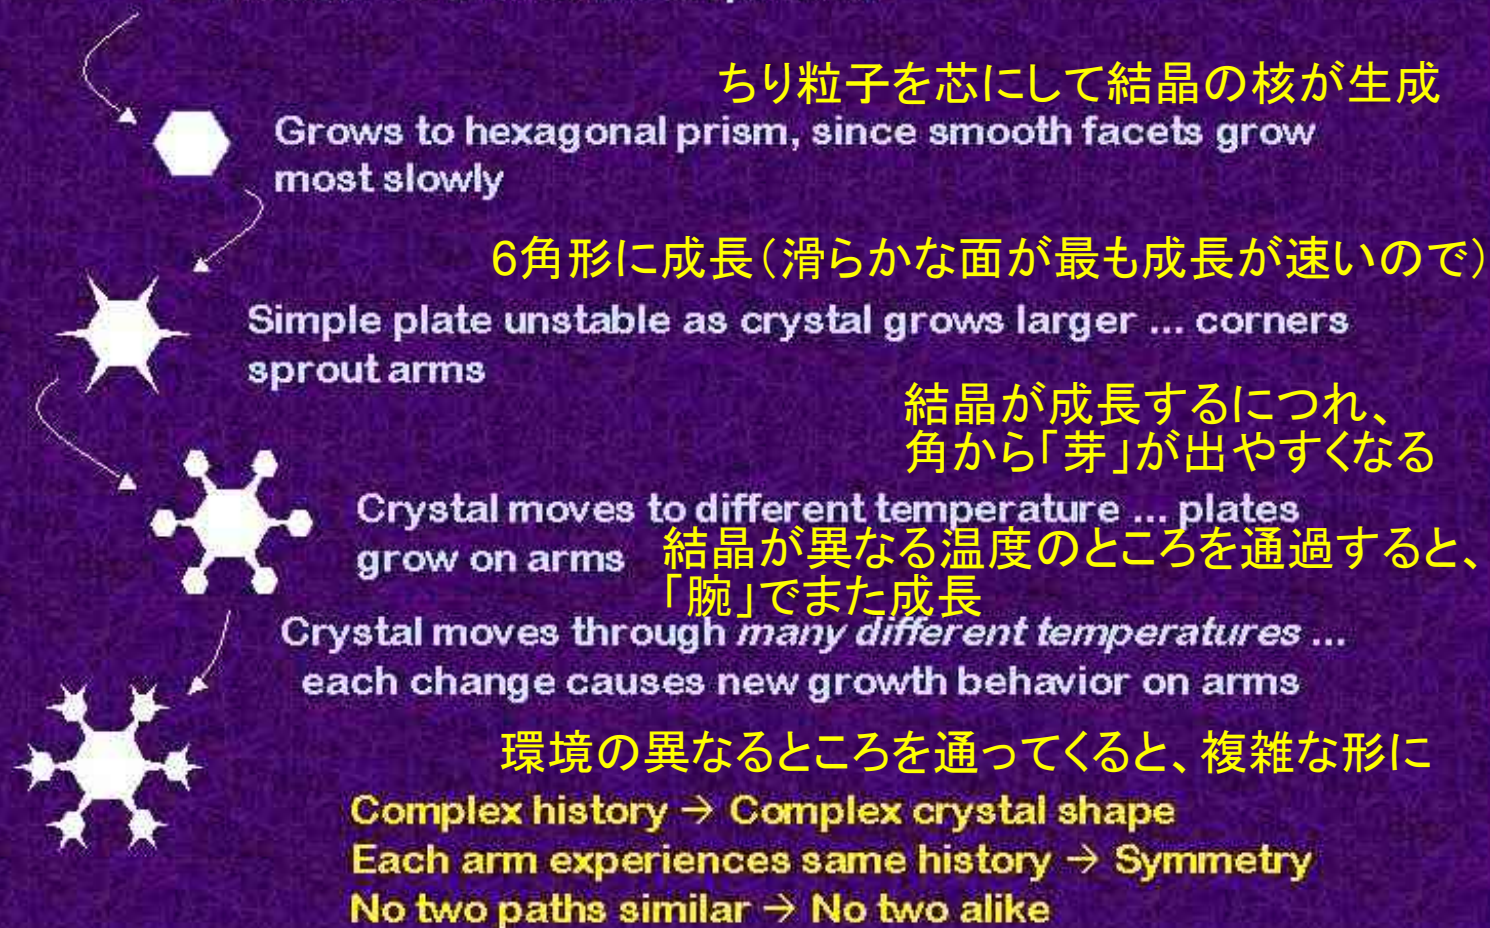 ちり粒子を芯にして結晶の核が生成
Grows to hexagonal prism, since smooth facets grow
most slowly
6角形に成長（滑らかな面が最も成長が速いので）
Simple plate unstable as crystal grows larger ... corners
sprout arms
結晶が成長するにつれ、
角から「芽」が出やすくなる
Crystal moves to different temperature ... plates
grow on arms
結晶が異なる温度のところを通過すると、
「腕」でまた成長
Crystal moves through many different temperatures ...
each change causes new growth behavior on arms
環境の異なるところを通ってくると、複雑な形に
Complex history → Complex crystal shape
Each arm experiences same history → Symmetry
No two paths similar → No two alike